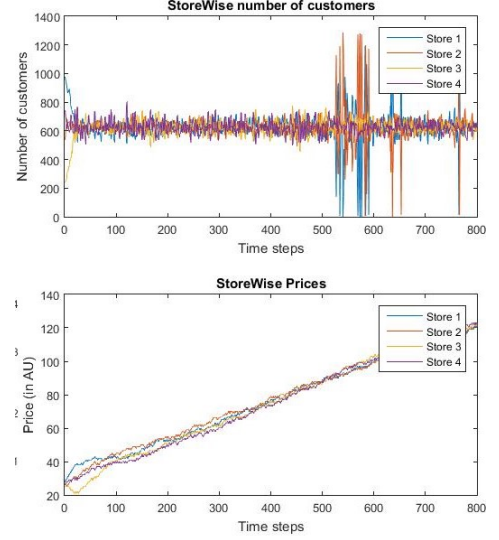 StoreWise number of customers
1400
1200
1000
800
600
400
200
0
Number of customers
Store 1
Store 2
Store 3
Store 4
0 100 200 300 400 500 600 700 800
Time steps
StoreWise Prices
140
120
100
80
60
40
20
Price (in AU)
Store 1
Store 2
Store 3
Store 4
0 100 200 300 400 500 600 700 800
Time steps